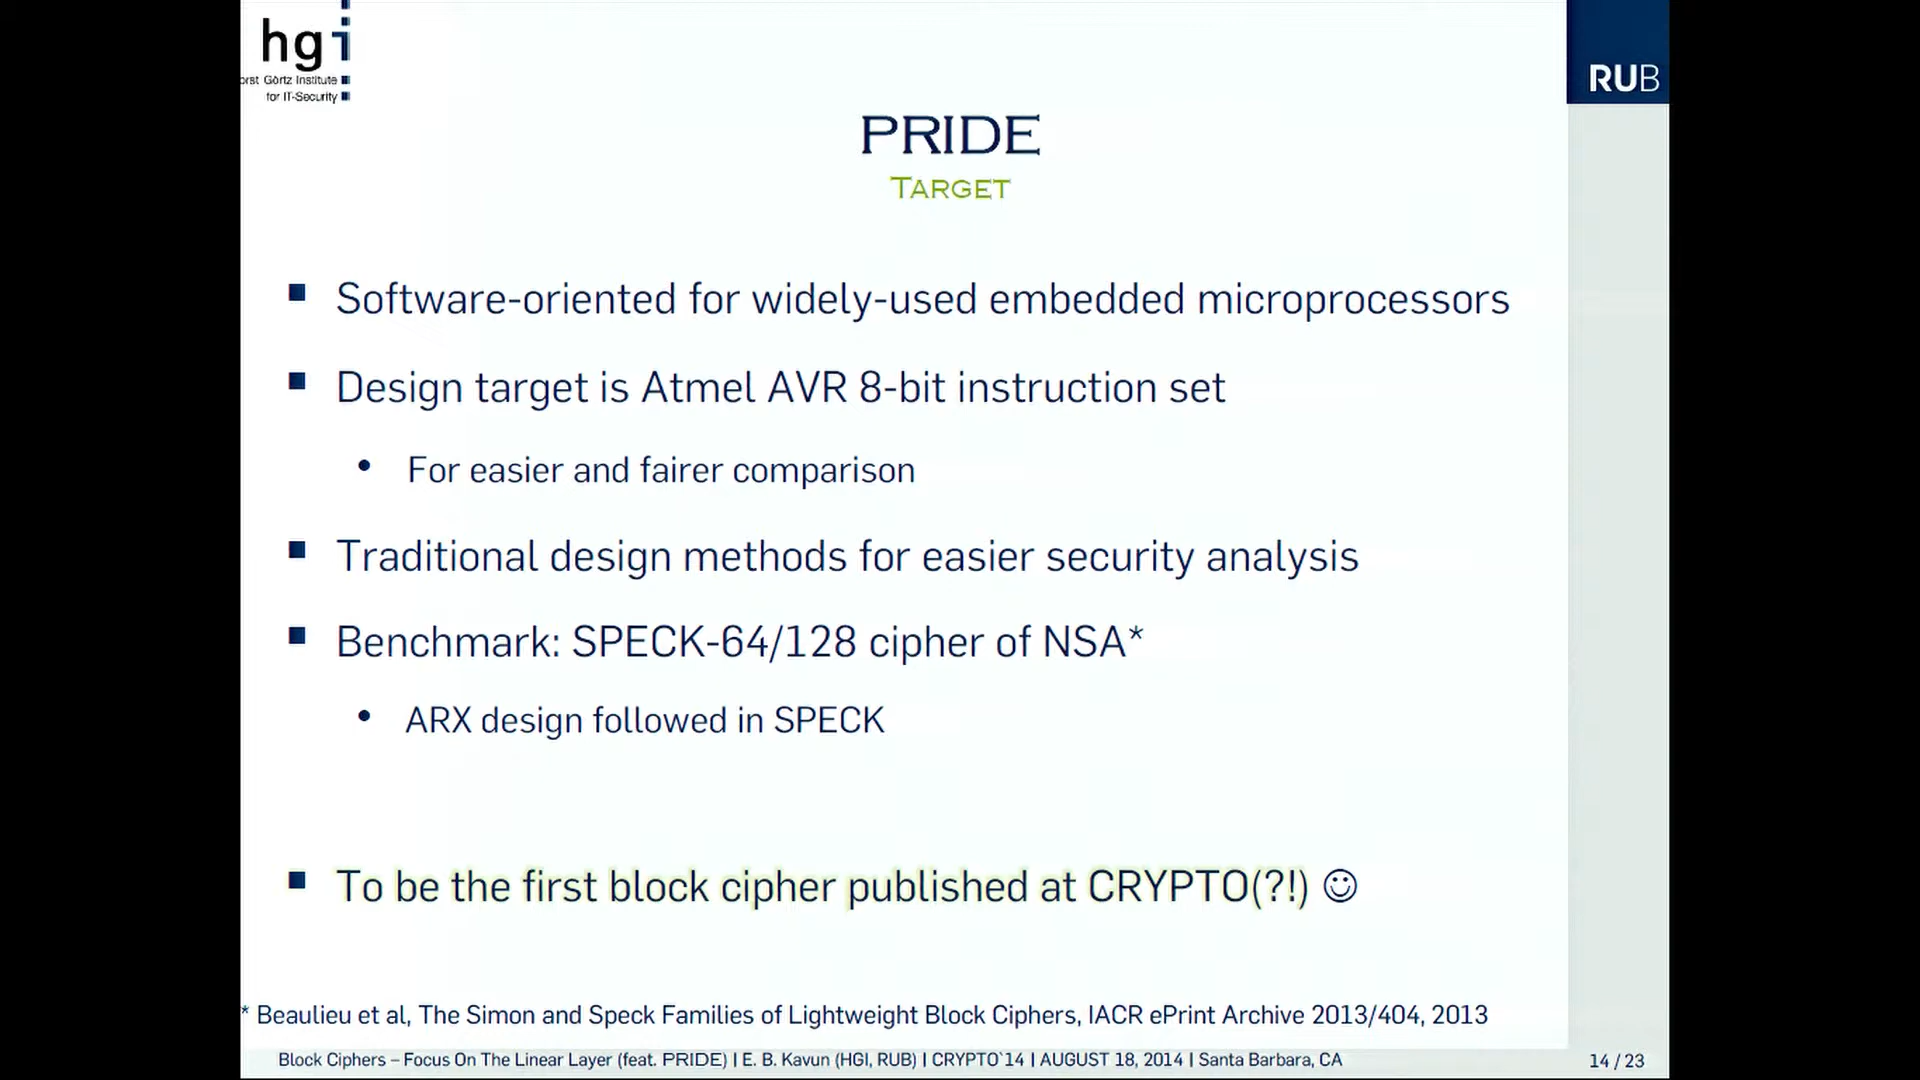 hgi
RUB
orst Görtz Institute
for IT-Security
PRIDE
TARGET
Software-oriented for widely-used embedded microprocessors
Design target is Atmel AVR 8-bit instruction set
For easier and fairer comparison
Traditional design methods for easier security analysis
Benchmark: SPECK-64/128 cipher of NSA*
ARX design followed in SPECK
To be the first block cipher published at CRYPTO(?!) ☺
* Beaulieu et al, The Simon and Speck Families of Lightweight Block Ciphers, IACR ePrint Archive 2013/404, 2013
Block Ciphers – Focus On The Linear Layer (feat. PRIDE) | E. B. Kavun (HGI, RUB) | CRYPTO`14 | AUGUST 18, 2014 | Santa Barbara, CA
14 / 23